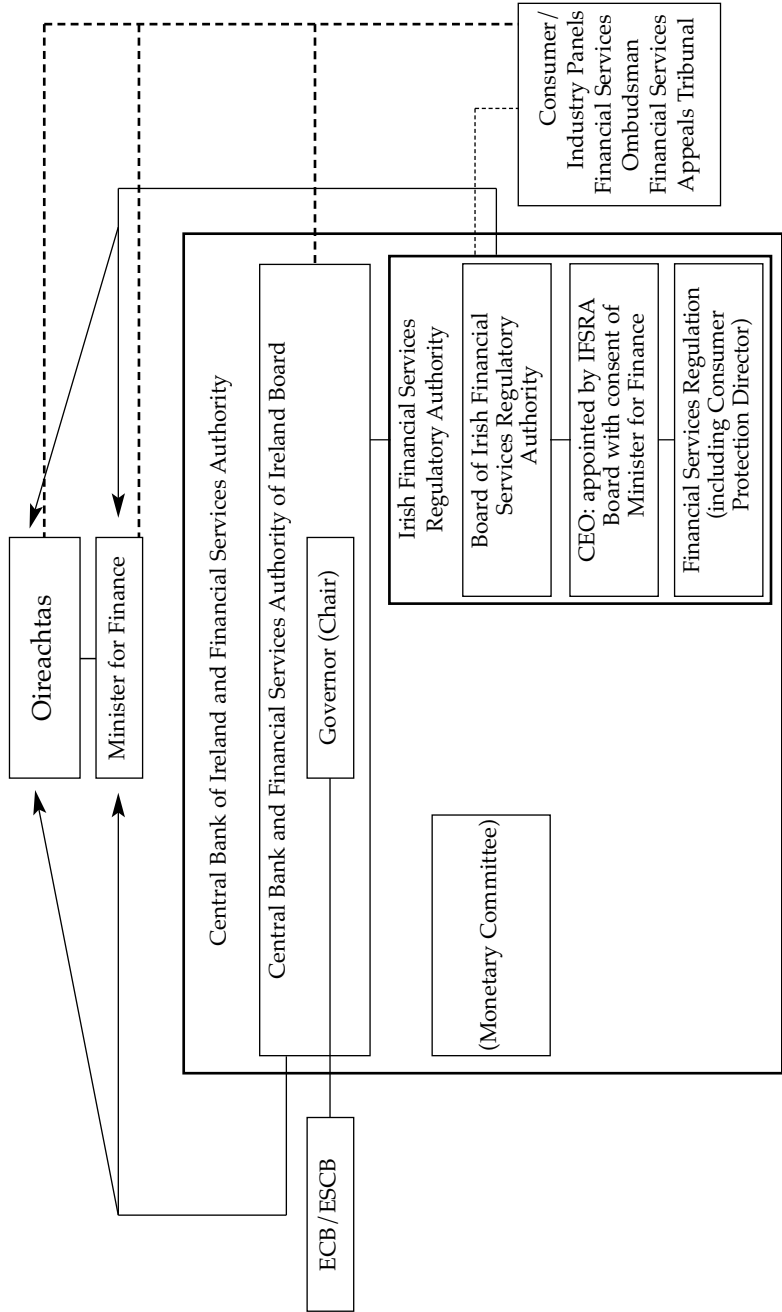 Oireachtas
Minister for Finance
Central Bank of Ireland and Financial Services Authority
Central Bank and Financial Services Authority of Ireland Board
Governor (Chair)
ECB/ESCB
(Monetary Committee)
Irish Financial Services
Regulatory Authority
Board of Irish Financial
Services Regulatory
Authority
CEO: appointed by IFSRA
Board with consent of
Minister for Finance
Financial Services Regulation
(including Consumer
Protection Director)
Consumer/
Industry Panels
Financial Services
Ombudsman
Financial Services
Appeals Tribunal